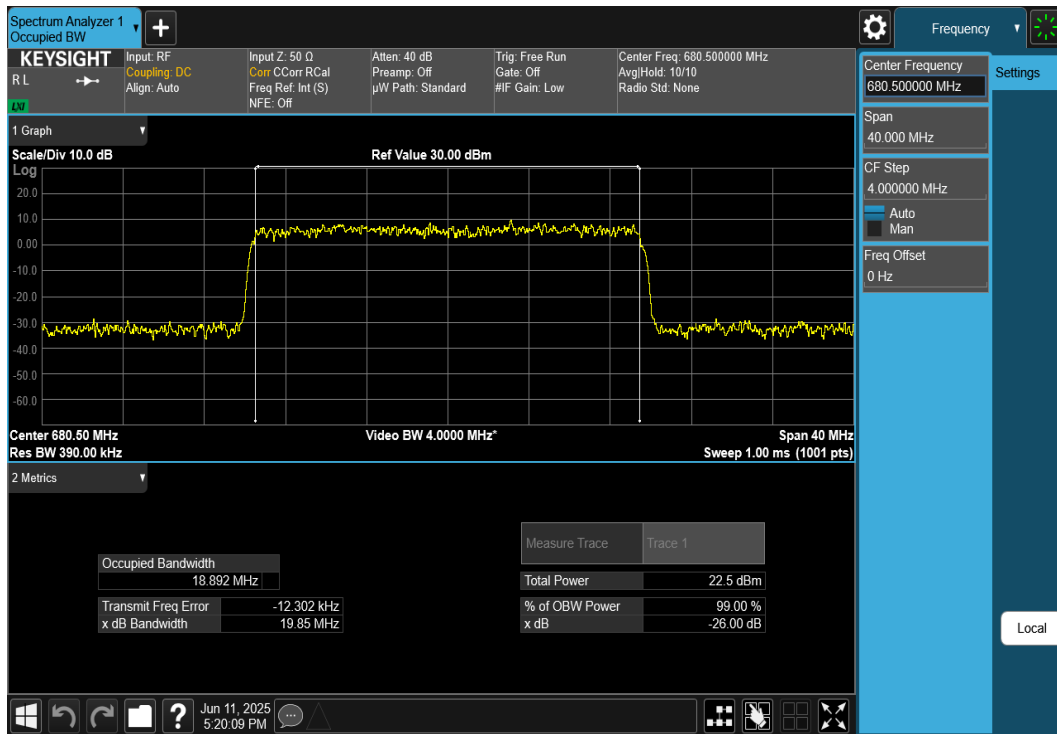 Spectrum Analyzer 1
Occupied BW
Frequency
KEYSIGHT
R L
LXI
Input: RF
Coupling: DC
Align: Auto
Input Z: 50 Ω
Corr CCorr RCal
Freq Ref: Int (S)
NFE: Off
Atten: 40 dB
Preamp: Off
µW Path: Standard
Trig: Free Run
Gate: Off
#IF Gain: Low
Center Freq: 680.500000 MHz
Avg|Hold: 10/10
Radio Std: None
Center Frequency
680.500000 MHz
Settings
Span
40.000 MHz
CF Step
4.000000 MHz
Auto
Man
Freq Offset
0 Hz
Local
1 Graph
Scale/Div 10.0 dB
Ref Value 30.00 dBm
Log
20.0
10.0
0.00
-10.0
-20.0
-30.0
-40.0
-50.0
-60.0
Center 680.50 MHz
Video BW 4.0000 MHz*
Span 40 MHz
Res BW 390.00 kHz
Sweep 1.00 ms (1001 pts)
2 Metrics
Measure Trace
Trace 1
Occupied Bandwidth
18.892 MHz
Total Power
22.5 dBm
Transmit Freq Error
-12.302 kHz
% of OBW Power
99.00 %
x dB Bandwidth
19.85 MHz
x dB
-26.00 dB
?
Jun 11, 2025
5:20:09 PM